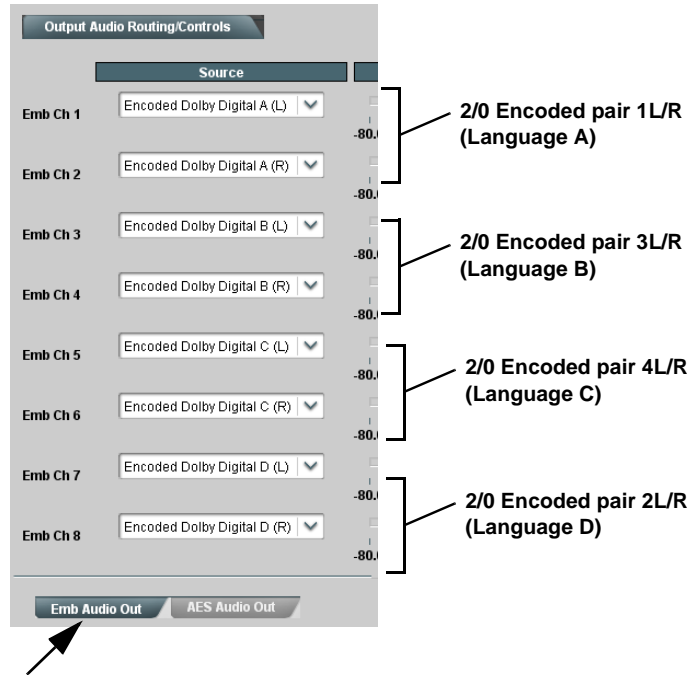 Output Audio Routing/Controls
Source
Emb Ch 1
Encoded Dolby Digital A (L)
-80.
2/0 Encoded pair 1L/R
(Language A)
Emb Ch 2
Encoded Dolby Digital A (R)
-80.
Emb Ch 3
Encoded Dolby Digital B (L)
-80.
2/0 Encoded pair 3L/R
(Language B)
Emb Ch 4
Encoded Dolby Digital B (R)
-80.
Emb Ch 5
Encoded Dolby Digital C (L)
-80.
2/0 Encoded pair 4L/R
(Language C)
Emb Ch 6
Encoded Dolby Digital C (R)
-80.
Emb Ch 7
Encoded Dolby Digital D (L)
-80.
2/0 Encoded pair 2L/R
(Language D)
Emb Ch 8
Encoded Dolby Digital D (R)
-80.
Emb Audio Out
AES Audio Out